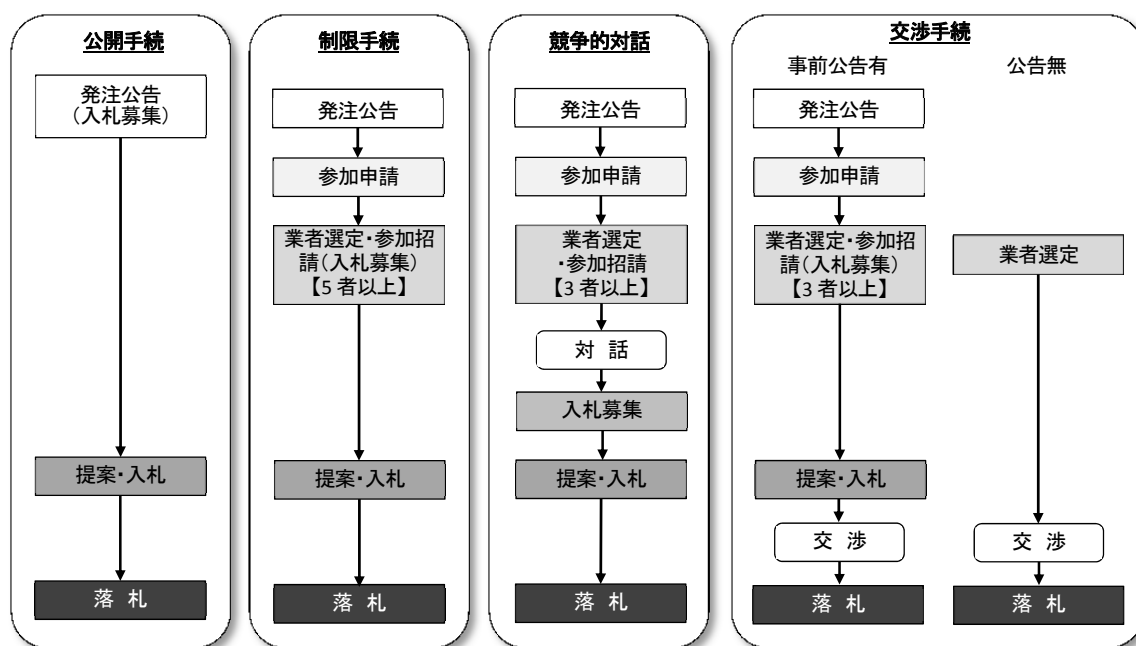 公開手続
発注公告
(入札募集)
提案・入札
落 札
制限手続
発注公告
参加申請
業者選定・参加招
請(入札募集)
【5 者以上】
提案・入札
落 札
競争的対話
発注公告
参加申請
業者選定
・参加招請
【3 者以上】
対 話
入札募集
提案・入札
落 札
交渉手続
事前公告有
発注公告
参加申請
業者選定・参加招
請(入札募集)
【3 者以上】
提案・入札
交 渉
落 札
公告無
業者選定
交 渉
落 札